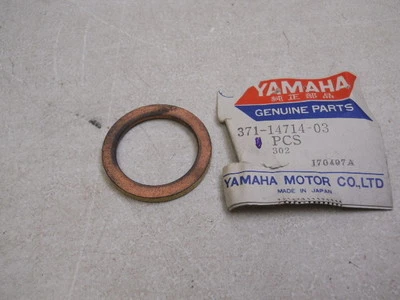 YAMAHA
純正部品
GENUINE PARTS
371-14714-03
PCS
302
170497A
YAMAHA MOTOR CO.,LTD
MADE IN JAPAN